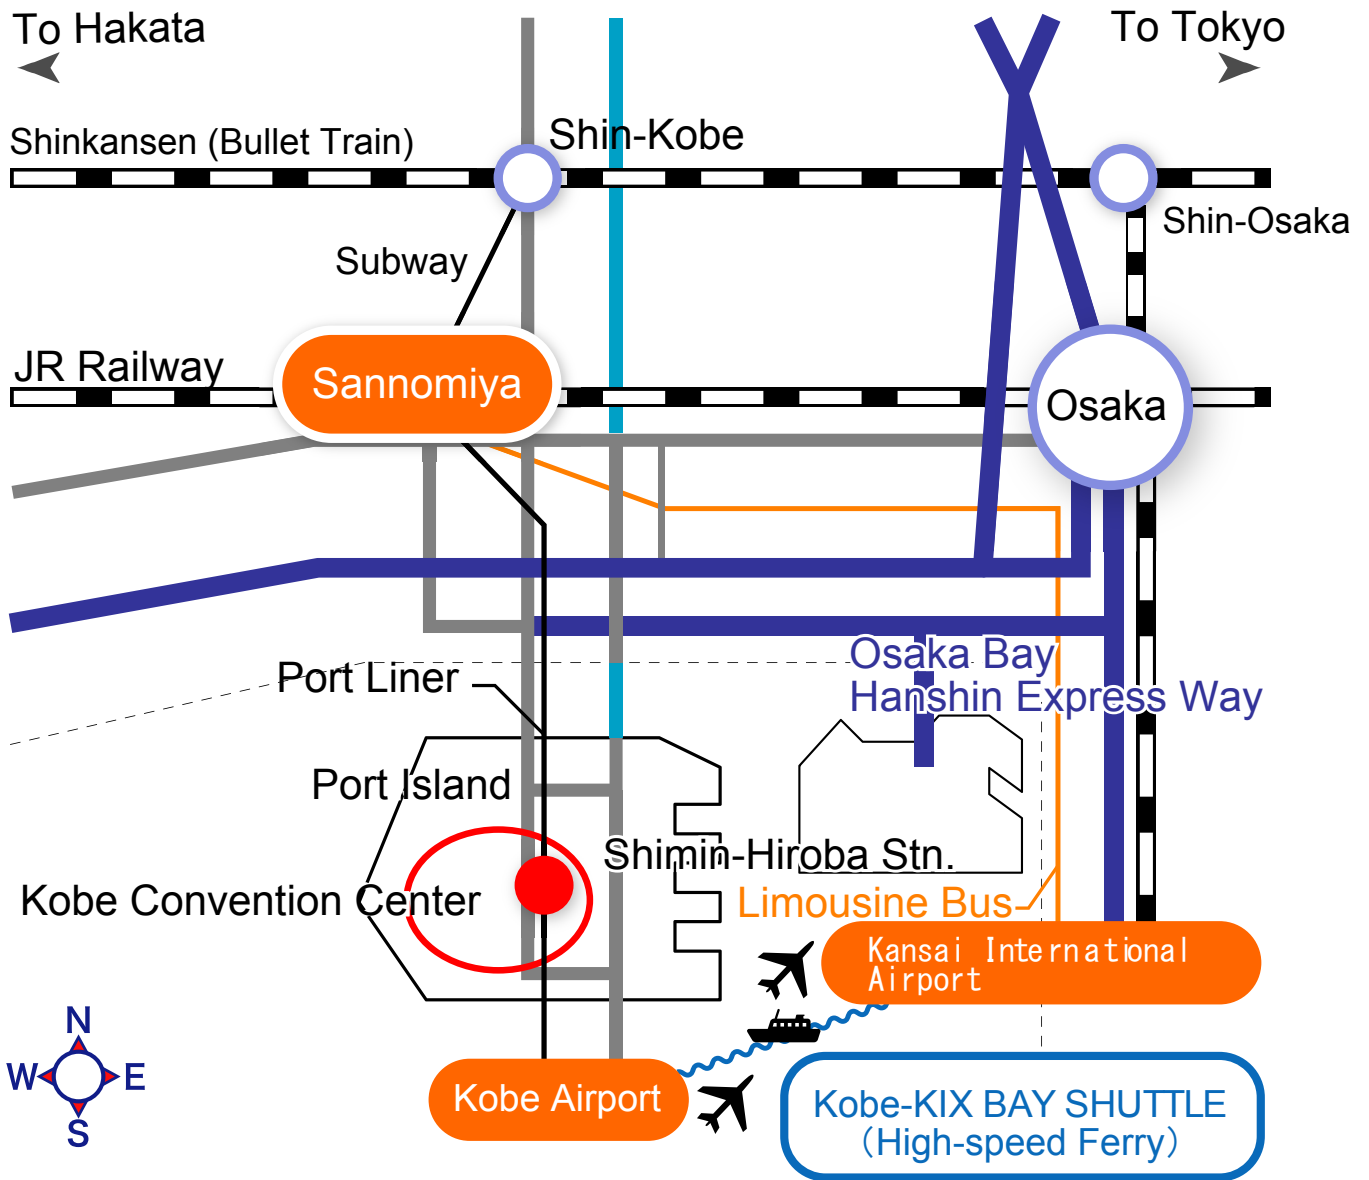 To Hakata
To Tokyo
Shinkansen (Bullet Train)
Shin-Kobe
Shin-Osaka
Subway
JR Railway
Sannomiya
Osaka
Osaka Bay
Hanshin Express Way
Port Liner
Port Island
Shimin-Hiroba Stn.
Kobe Convention Center
Limousine Bus
Kansai International
Airport
N
W
E
S
Kobe Airport
Kobe-KIX BAY SHUTTLE
（High-speed Ferry）